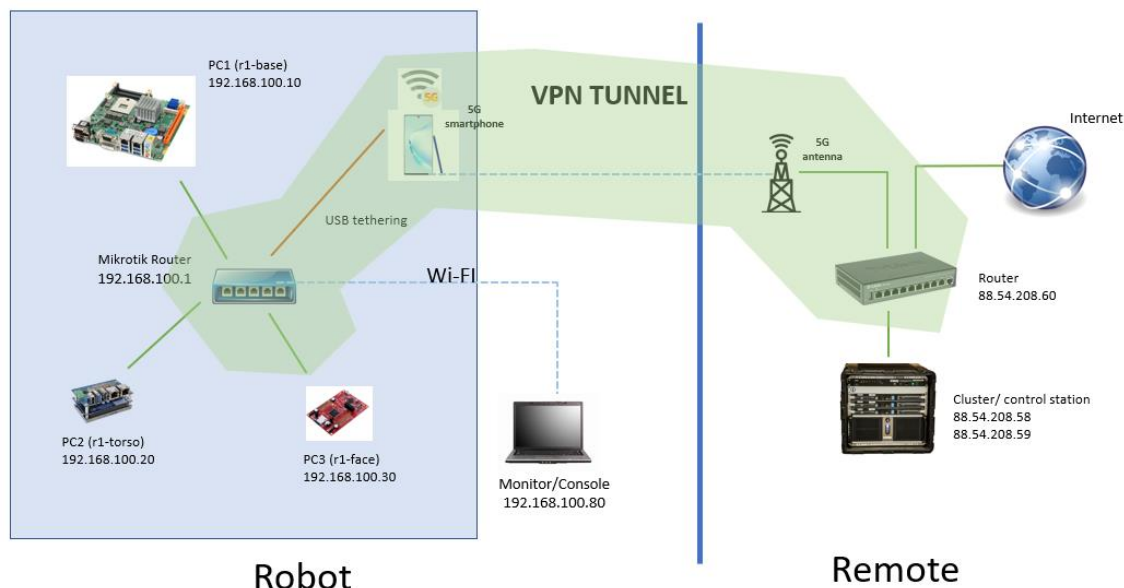 PC1 (r1-base)
192.168.100.10
5G
5G
smartphone
VPN TUNNEL
Internet
5G
antenna
USB tethering
Mikrotik Router
192.168.100.1
Wi-FI
Router
88.54.208.60
PC2 (r1-torso)
192.168.100.20
PC3 (r1-face)
192.168.100.30
Monitor/Console
192.168.100.80
Cluster/ control station
88.54.208.58
88.54.208.59
Robot
Remote